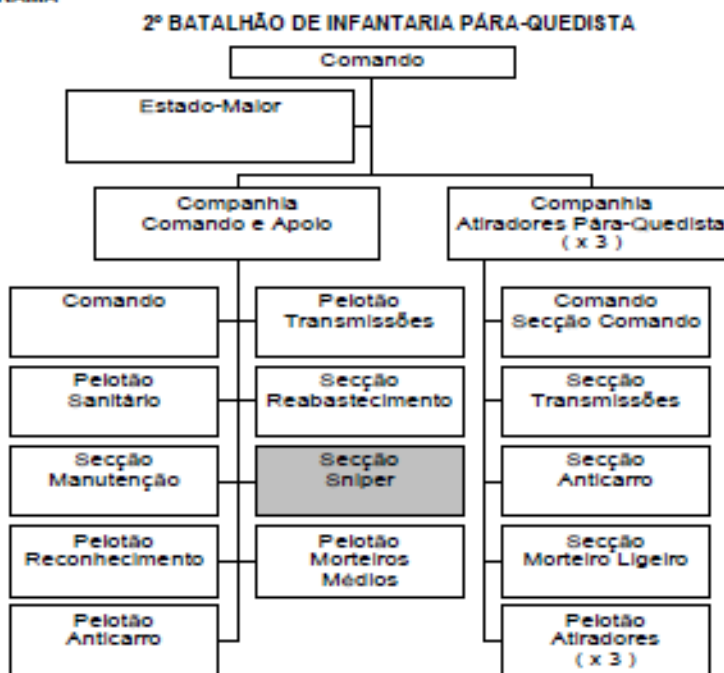 2º BATALHÃO DE INFANTARIA PÁRA-QUEDISTA
Comando
Estado-Maior
Companhia
Comando e Apoio
Companhia
Atiradores Pára-Quedista
( x 3 )
Comando
Pelotão
Transmissões
Comando
Secção Comando
Pelotão
Sanitário
Secção
Reabastecimento
Secção
Transmissões
Secção
Manutenção
Secção
Sniper
Secção
Anticarro
Pelotão
Reconhecimento
Pelotão
Morteiros
Médios
Secção
Morteiro Ligeiro
Pelotão
Anticarro
Pelotão
Atiradores
( x 3 )